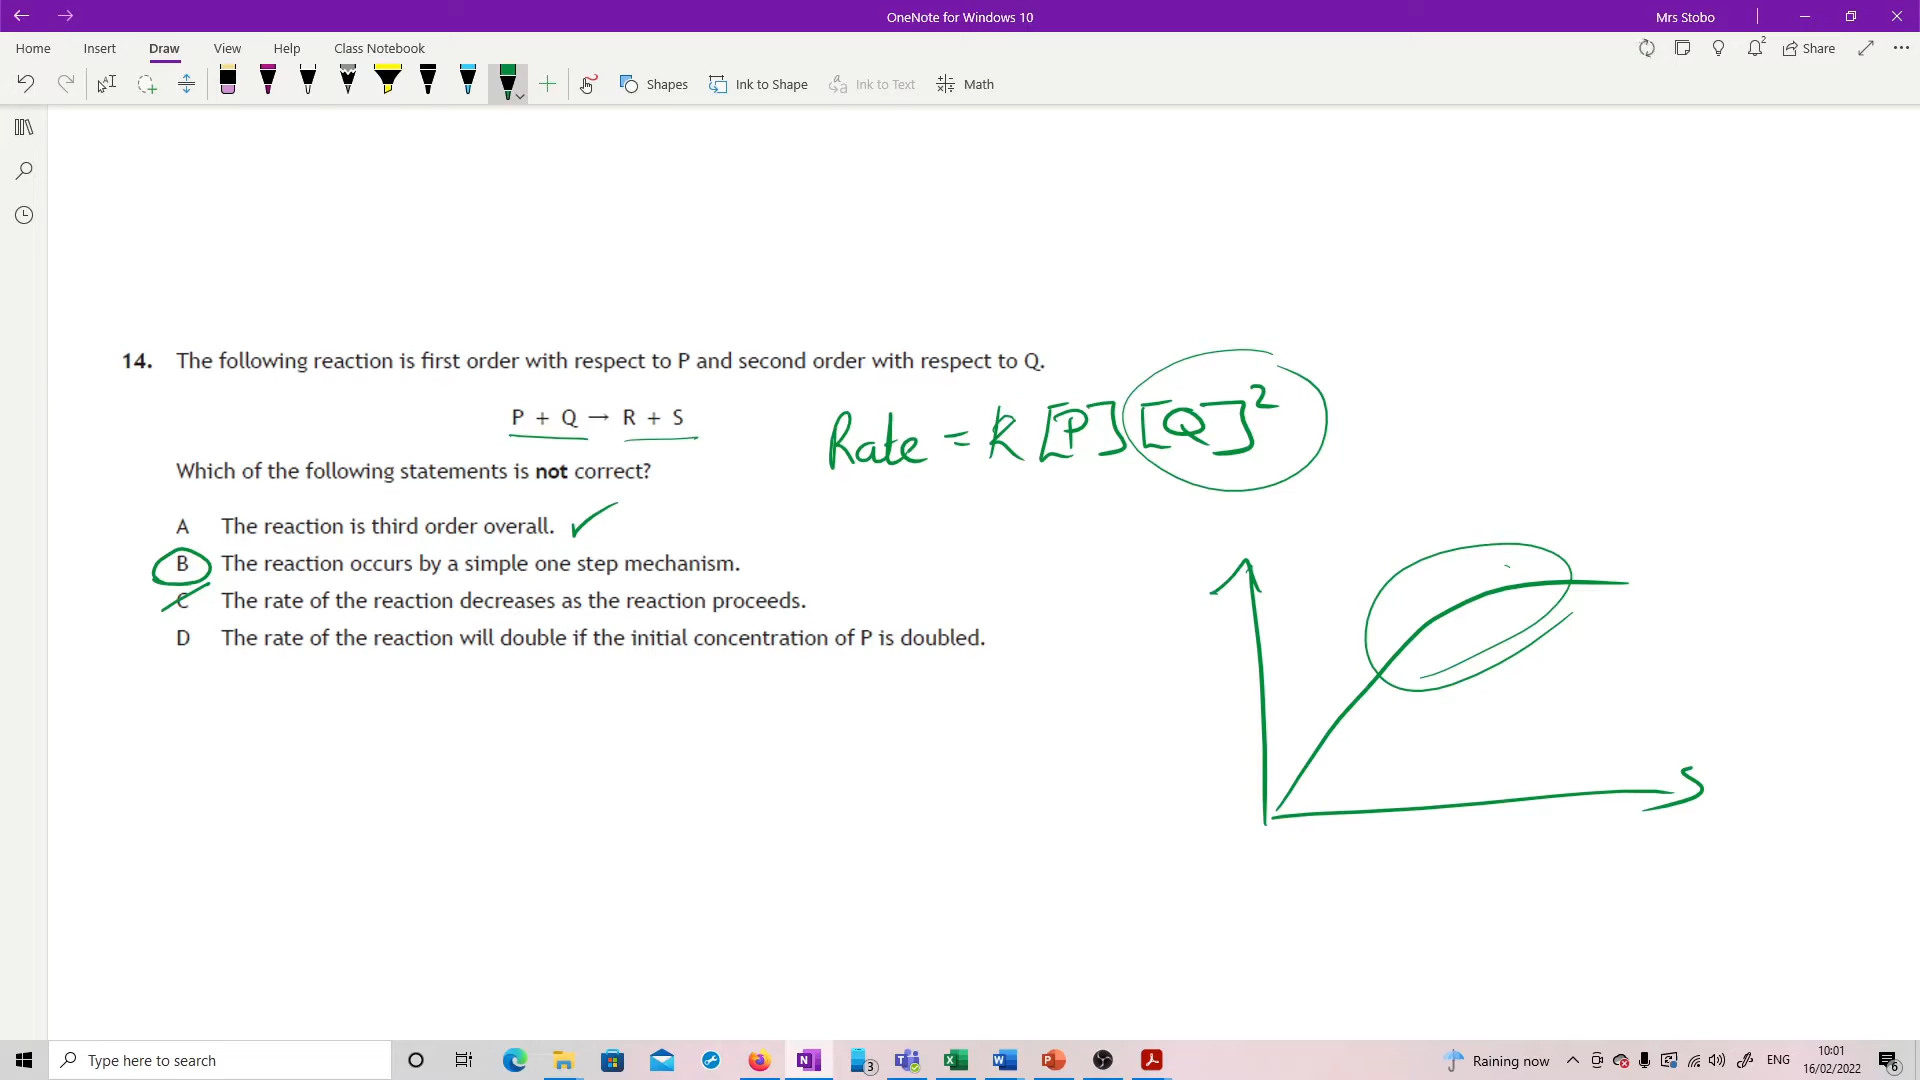 OneNote for Windows 10
Mrs Stobo
Home Insert Draw View Help Class Notebook
2
Share
Shapes Ink to Shape Ink to Text Math
14. The following reaction is first order with respect to P and second order with respect to Q.
P + Q → R + S
Rate = k [P] [Q]²
Which of the following statements is not correct?
A The reaction is third order overall. ✓
B The reaction occurs by a simple one step mechanism.
C The rate of the reaction decreases as the reaction proceeds.
D The rate of the reaction will double if the initial concentration of P is doubled.
Type here to search
3
Raining now
ENG
10:01
16/02/2022
6